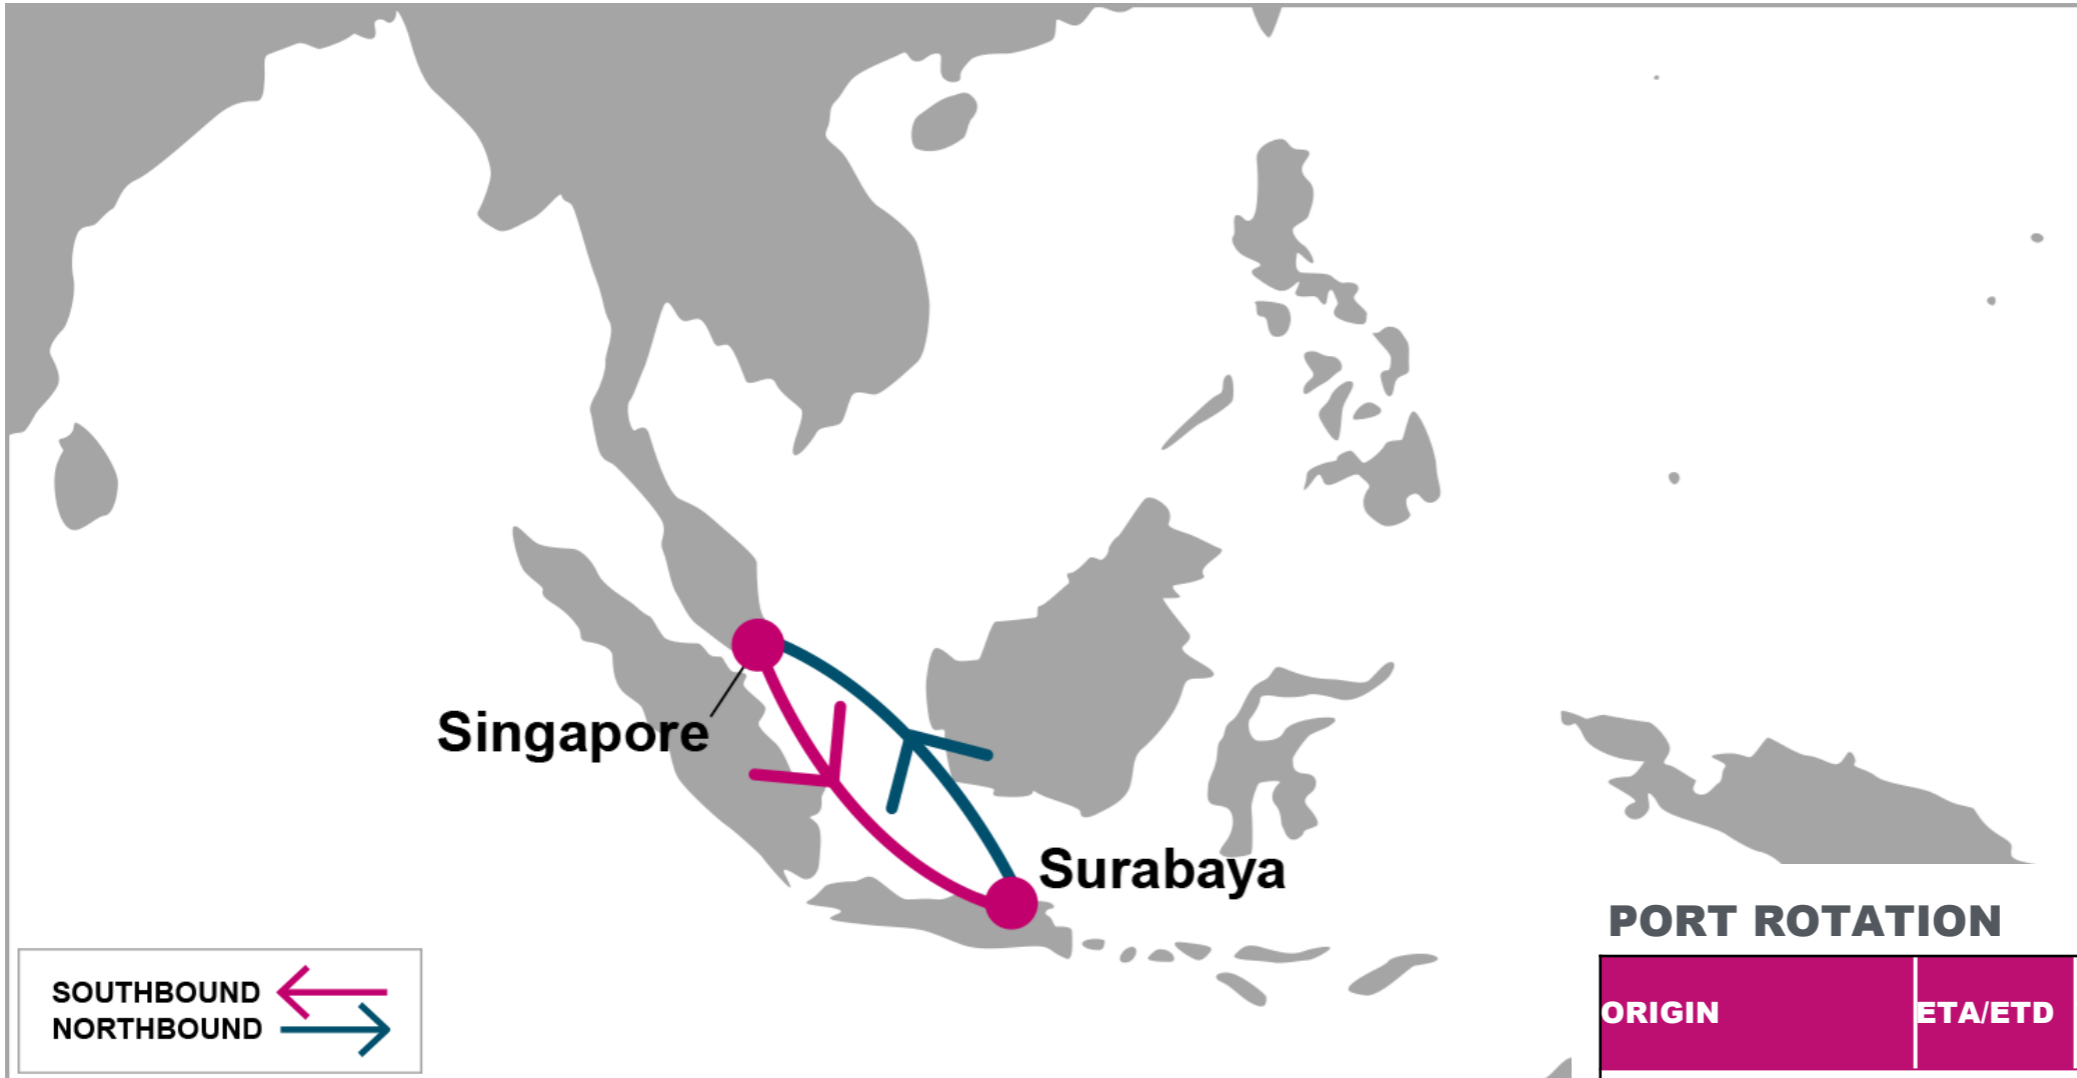 Singapore
Surabaya
SOUTHBOUND
NORTHBOUND
PORT ROTATION
ORIGIN ETA/ETD